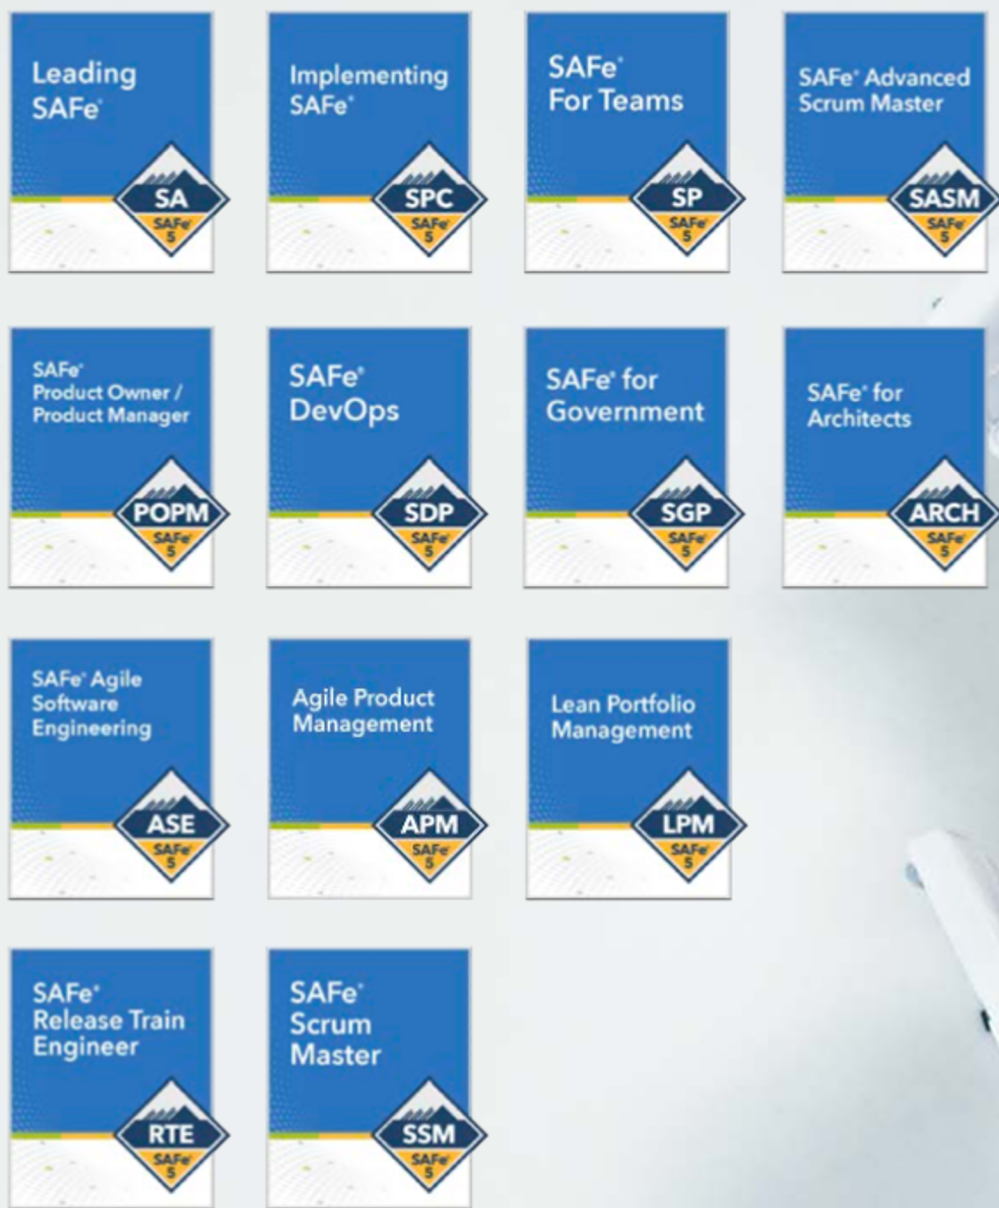 Leading
SAFe®
SA
SAFe®
5
Implementing
SAFe®
SPC
SAFe®
5
SAFe®
For Teams
SP
SAFe®
5
SAFe® Advanced
Scrum Master
SASM
SAFe®
5
SAFe®
Product Owner /
Product Manager
POPM
SAFe®
5
SAFe®
DevOps
SDP
SAFe®
5
SAFe® for
Government
SGP
SAFe®
5
SAFe® for
Architects
ARCH
SAFe®
5
SAFe® Agile
Software
Engineering
ASE
SAFe®
5
Agile Product
Management
APM
SAFe®
5
Lean Portfolio
Management
LPM
SAFe®
5
SAFe®
Release Train
Engineer
RTE
SAFe®
5
SAFe®
Scrum
Master
SSM
SAFe®
5